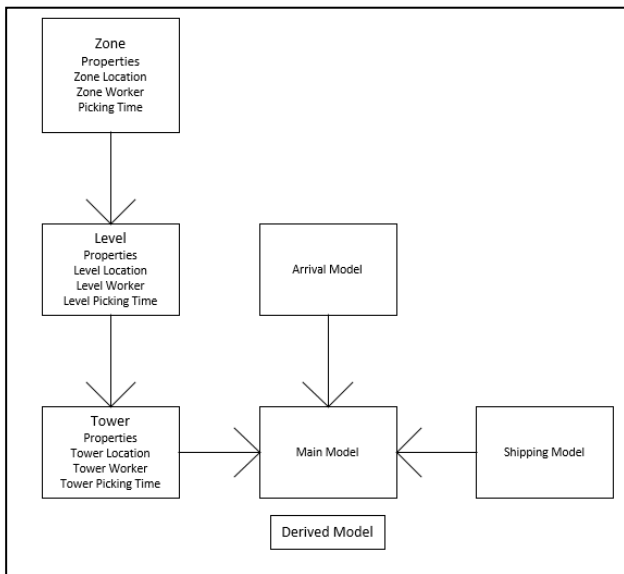 Zone
Properties
Zone Location
Zone Worker
Picking Time
Level
Properties
Level Location
Level Worker
Level Picking Time
Arrival Model
Tower
Properties
Tower Location
Tower Worker
Tower Picking Time
Main Model
Shipping Model
Derived Model